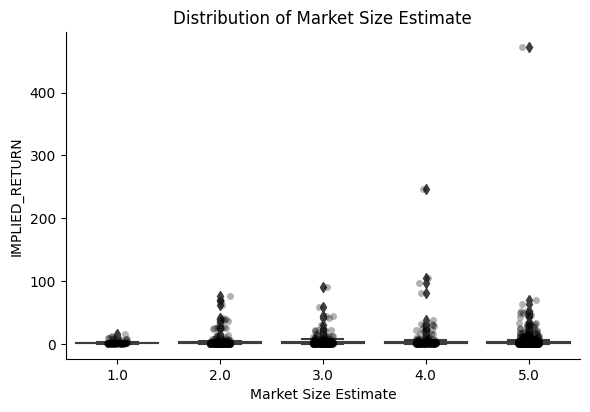 Distribution of Market Size Estimate
IMPLIED_RETURN
400
300
200
100
0
1.0 2.0 3.0 4.0 5.0
Market Size Estimate